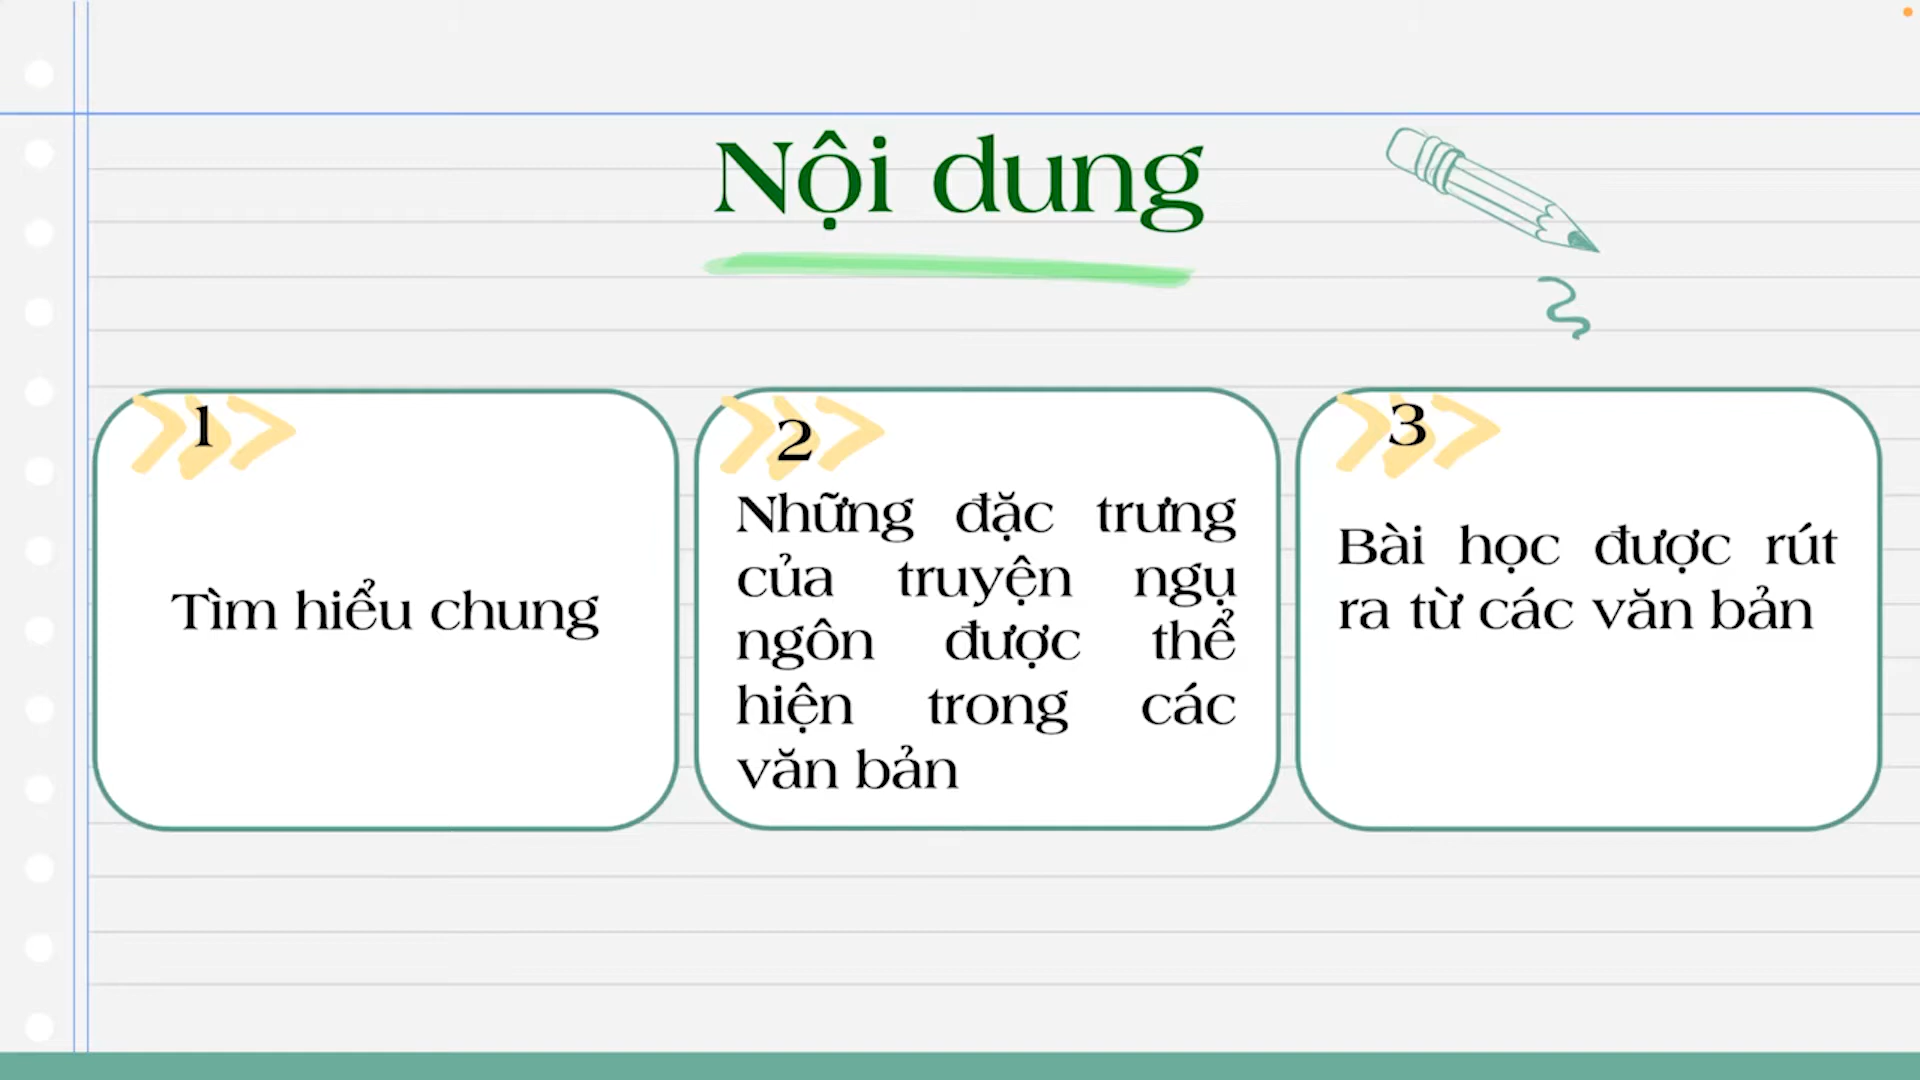 Nội dung
1
Tìm hiểu chung
2
Những đặc trưng
của truyện ngụ
ngôn được thể
hiện trong các
văn bản
3
Bài học được rút
ra từ các văn bản